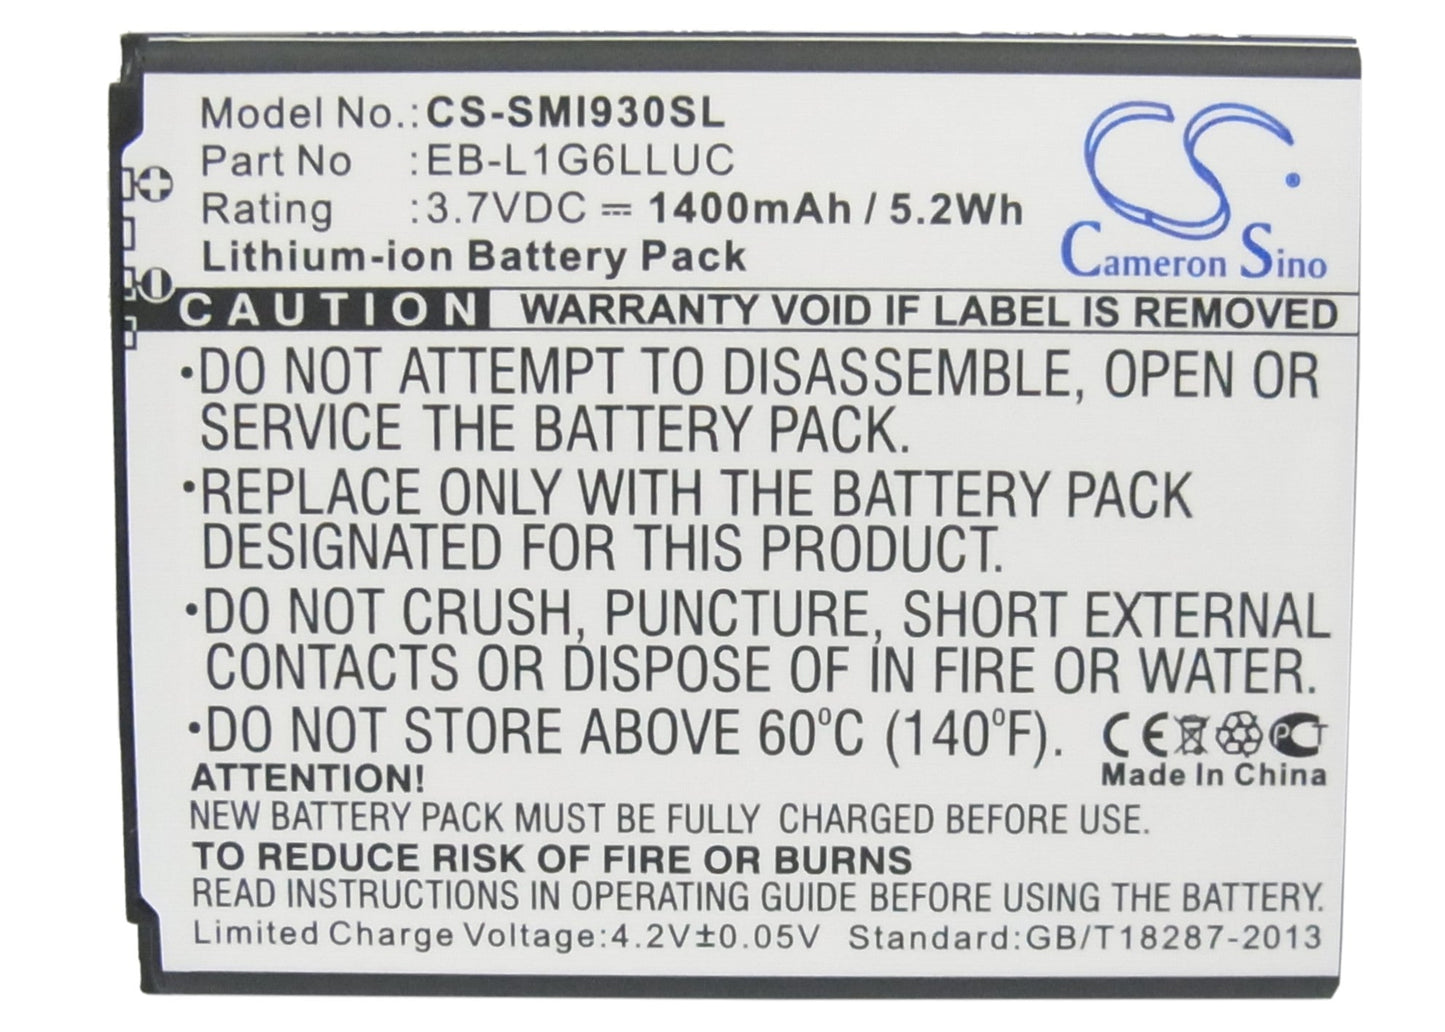 Model No.:CS-SMI930SL
Part No :EB-L1G6LLUC
Rating :3.7VDC ⎓ 1400mAh / 5.2Wh
Lithium-ion Battery Pack
CS
Cameron Sino
CAUTION WARRANTY VOID IF LABEL IS REMOVED
•DO NOT ATTEMPT TO DISASSEMBLE, OPEN OR
SERVICE THE BATTERY PACK.
•REPLACE ONLY WITH THE BATTERY PACK
DESIGNATED FOR THIS PRODUCT.
•DO NOT CRUSH, PUNCTURE, SHORT EXTERNAL
CONTACTS OR DISPOSE OF IN FIRE OR WATER.
•DO NOT STORE ABOVE 60°C (140°F).
CE PCT
Made In China
ATTENTION!
NEW BATTERY PACK MUST BE FULLY CHARGED BEFORE USE.
TO REDUCE RISK OF FIRE OR BURNS
READ INSTRUCTIONS IN OPERATING GUIDE BEFORE USING THE BATTERY.
Limited Charge Voltage:4.2V±0.05V Standard:GB/T18287-2013